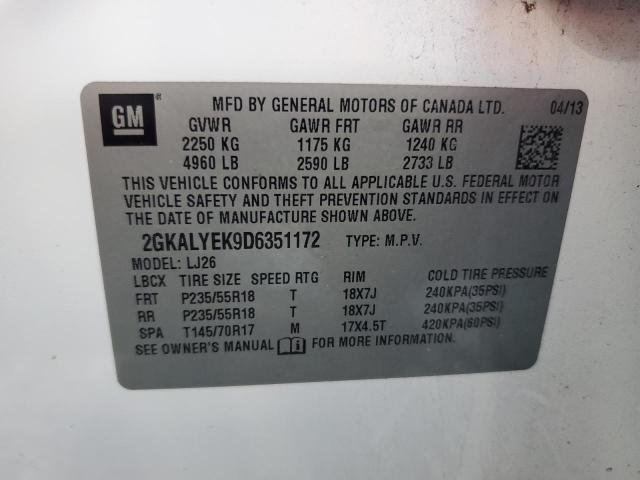 GM ® MFD BY GENERAL MOTORS OF CANADA LTD. 04/13
GVWR GAWR FRT GAWR RR
2250 KG 1175 KG 1240 KG
4960 LB 2590 LB 2733 LB
THIS VEHICLE CONFORMS TO ALL APPLICABLE U.S. FEDERAL MOTOR
VEHICLE SAFETY AND THEFT PREVENTION STANDARDS IN EFFECT ON
THE DATE OF MANUFACTURE SHOWN ABOVE.
2GKALYEK9D6351172 TYPE: M.P.V.
MODEL: LJ26
LBCX TIRE SIZE SPEED RTG RIM COLD TIRE PRESSURE
FRT P235/55R18 T 18X7J 240KPA(35PSI)
RR P235/55R18 T 18X7J 240KPA(35PSI)
SPA T145/70R17 M 17X4.5T 420KPA(60PSI)
SEE OWNER'S MANUAL FOR MORE INFORMATION.